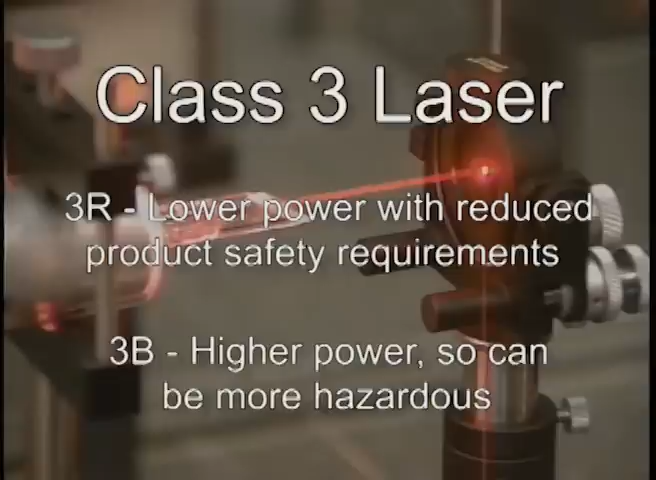 Class 3 Laser
3R - Lower power with reduced
product safety requirements
3B - Higher power, so can
be more hazardous